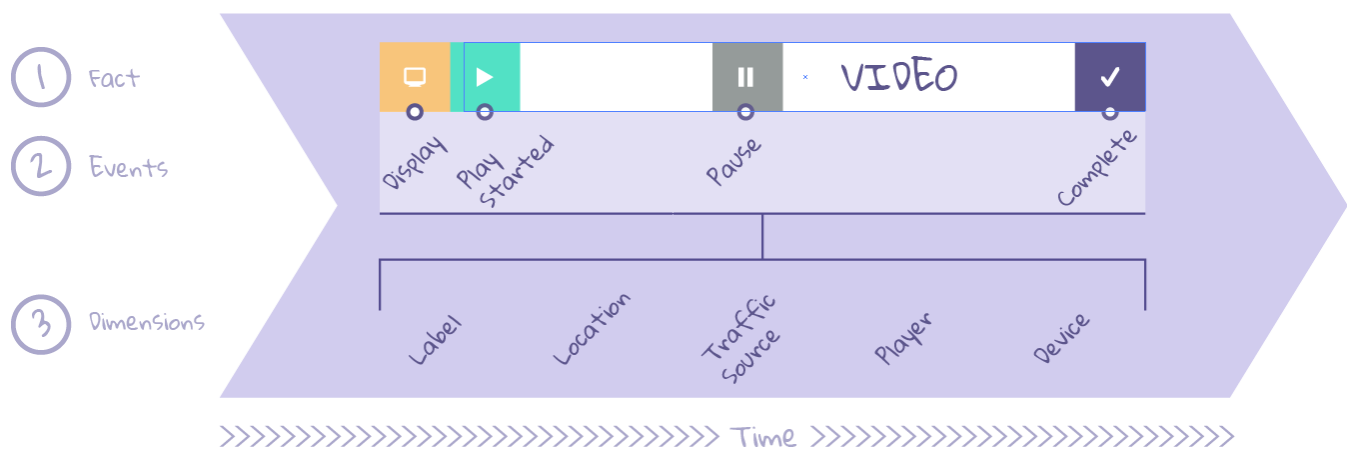 1 Fact
VIDEO
2 Events
Display
Play
Started
Pause
Complete
3 Dimensions
Label
Location
Traffic
Source
Player
Device
Time